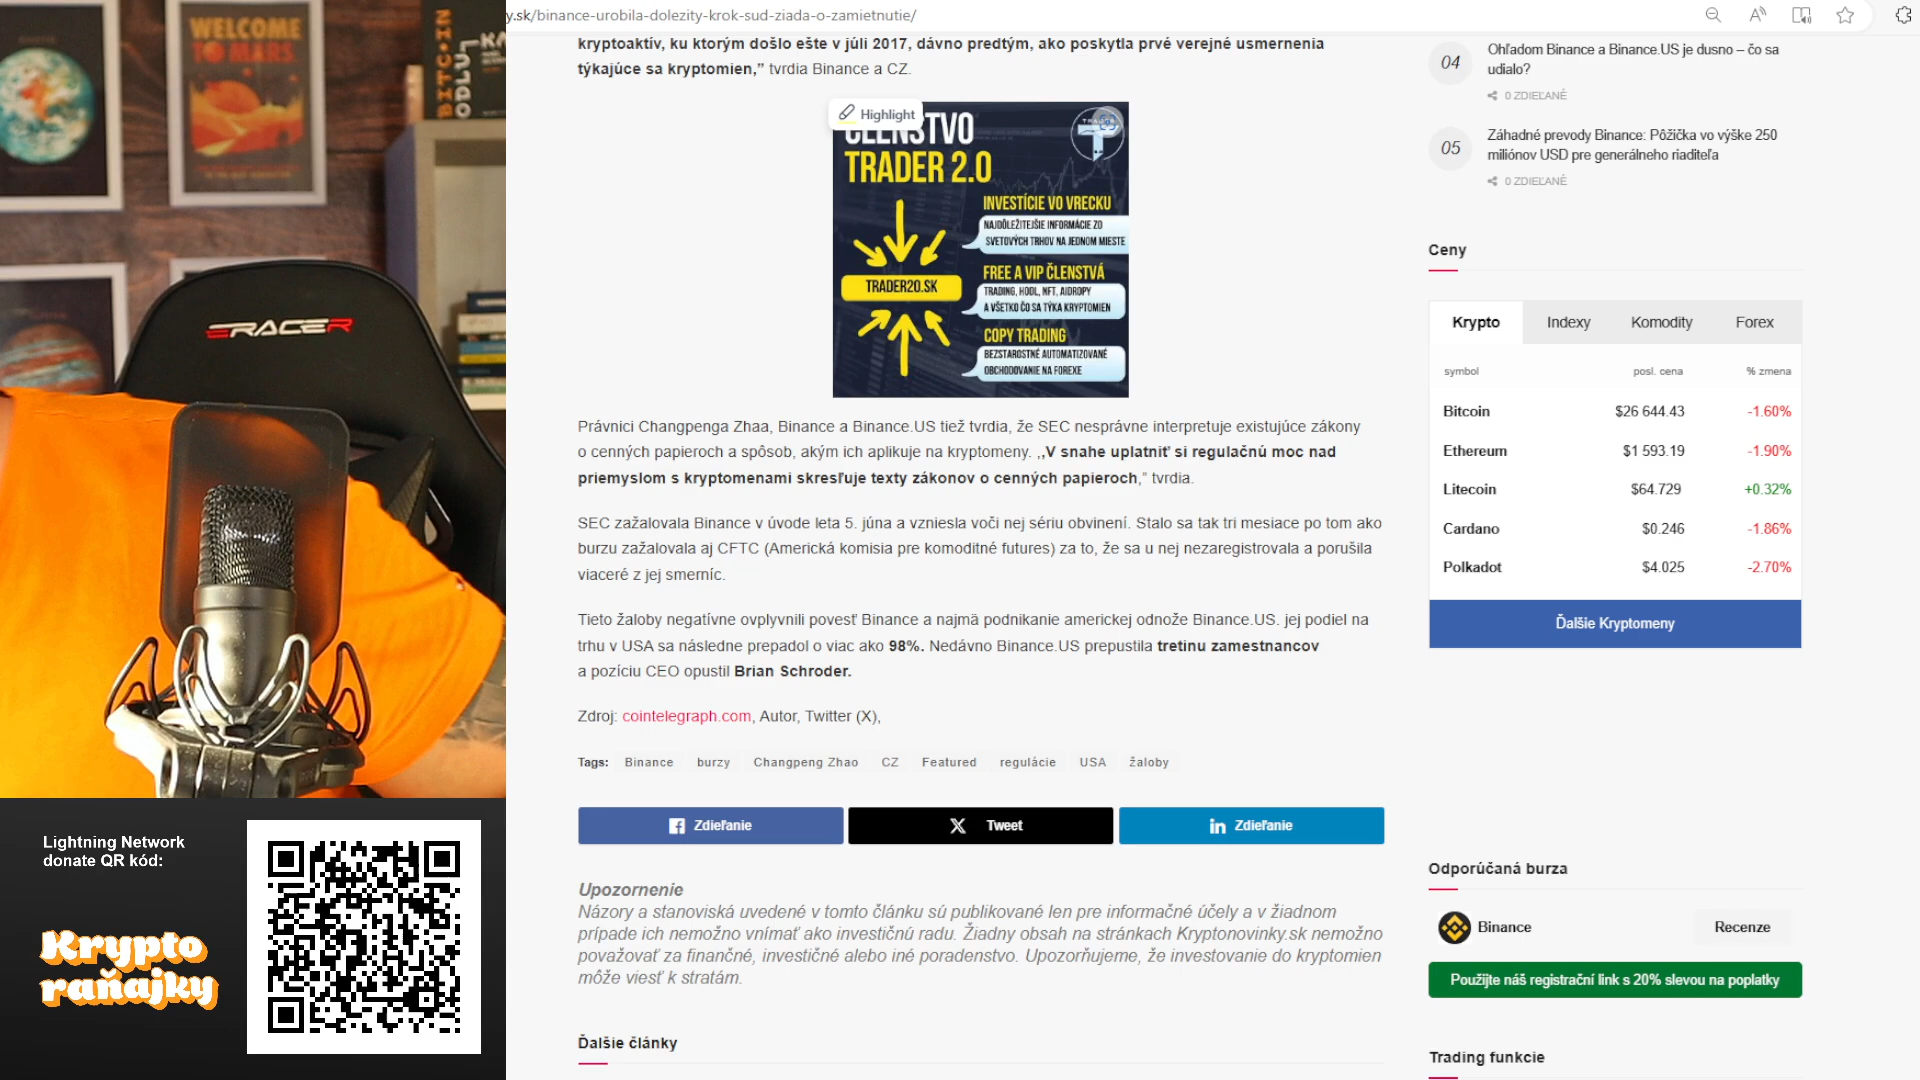 WELCOME
TO MARS
BITCOIN
ODLU
KA
ERACER
Lightning Network
donate QR kód:
Krypto
raňajky
y.sk/binance-urobila-dolezity-krok-sud-ziada-o-zamietnutie/
kryptoaktív, ku ktorým došlo ešte v júli 2017, dávno predtým, ako poskytla prvé verejné usmernenia
týkajúce sa kryptomien,” tvrdia Binance a CZ.
Highlight
ČLENSTVO
TRADER 2.0
INVESTÍCIE VO VRECKU
NAJDÔLEŽITEJŠIE INFORMÁCIE ZO
SVETOVÝCH TRHOV NA JEDNOM MIESTE
TRADER20.SK
FREE A VIP ČLENSTVÁ
TRADING, HODL, NFT, AIDROPY
A VŠETKO ČO SA TÝKA KRYPTOMIEN
COPY TRADING
BEZSTAROSTNÉ AUTOMATIZOVANÉ
OBCHODOVANIE NA FOREXE
Právnici Changpenga Zhaa, Binance a Binance.US tiež tvrdia, že SEC nesprávne interpretuje existujúce zákony
o cenných papieroch a spôsob, akým ich aplikuje na kryptomeny. ,,V snahe uplatniť si regulačnú moc nad
priemyslom s kryptomenami skresľuje texty zákonov o cenných papieroch,” tvrdia.
SEC zažalovala Binance v úvode leta 5. júna a vzniesla voči nej sériu obvinení. Stalo sa tak tri mesiace po tom ako
burzu zažalovala aj CFTC (Americká komisia pre komoditné futures) za to, že sa u nej nezaregistrovala a porušila
viaceré z jej smerníc.
Tieto žaloby negatívne ovplyvnili povesť Binance a najmä podnikanie americkej odnože Binance.US. jej podiel na
trhu v USA sa následne prepadol o viac ako 98%. Nedávno Binance.US prepustila tretinu zamestnancov
a pozíciu CEO opustil Brian Schroder.
Zdroj: cointelegraph.com, Autor, Twitter (X),
Tags: Binance burzy Changpeng Zhao CZ Featured regulácie USA žaloby
Zdieľanie
Tweet
Zdieľanie
Upozornenie
Názory a stanoviská uvedené v tomto článku sú publikované len pre informačné účely a v žiadnom
prípade ich nemožno vnímať ako investičnú radu. Žiadny obsah na stránkach Kryptonovinky.sk nemožno
považovať za finančné, investičné alebo iné poradenstvo. Upozorňujeme, že investovanie do kryptomien
môže viesť k stratám.
Ďalšie články
04
Ohľadom Binance a Binance.US je dusno – čo sa
udialo?
0 ZDIEĽANÉ
05
Záhadné prevody Binance: Pôžička vo výške 250
miliónov USD pre generálneho riaditeľa
0 ZDIEĽANÉ
Ceny
Krypto Indexy Komodity Forex
symbol posl. cena % zmena
Bitcoin $26 644.43 -1.60%
Ethereum $1 593.19 -1.90%
Litecoin $64.729 +0.32%
Cardano $0.246 -1.86%
Polkadot $4.025 -2.70%
Ďalšie Kryptomeny
Odporúčaná burza
Binance Recenze
Použijte náš registrační link s 20% slevou na poplatky
Trading funkcie